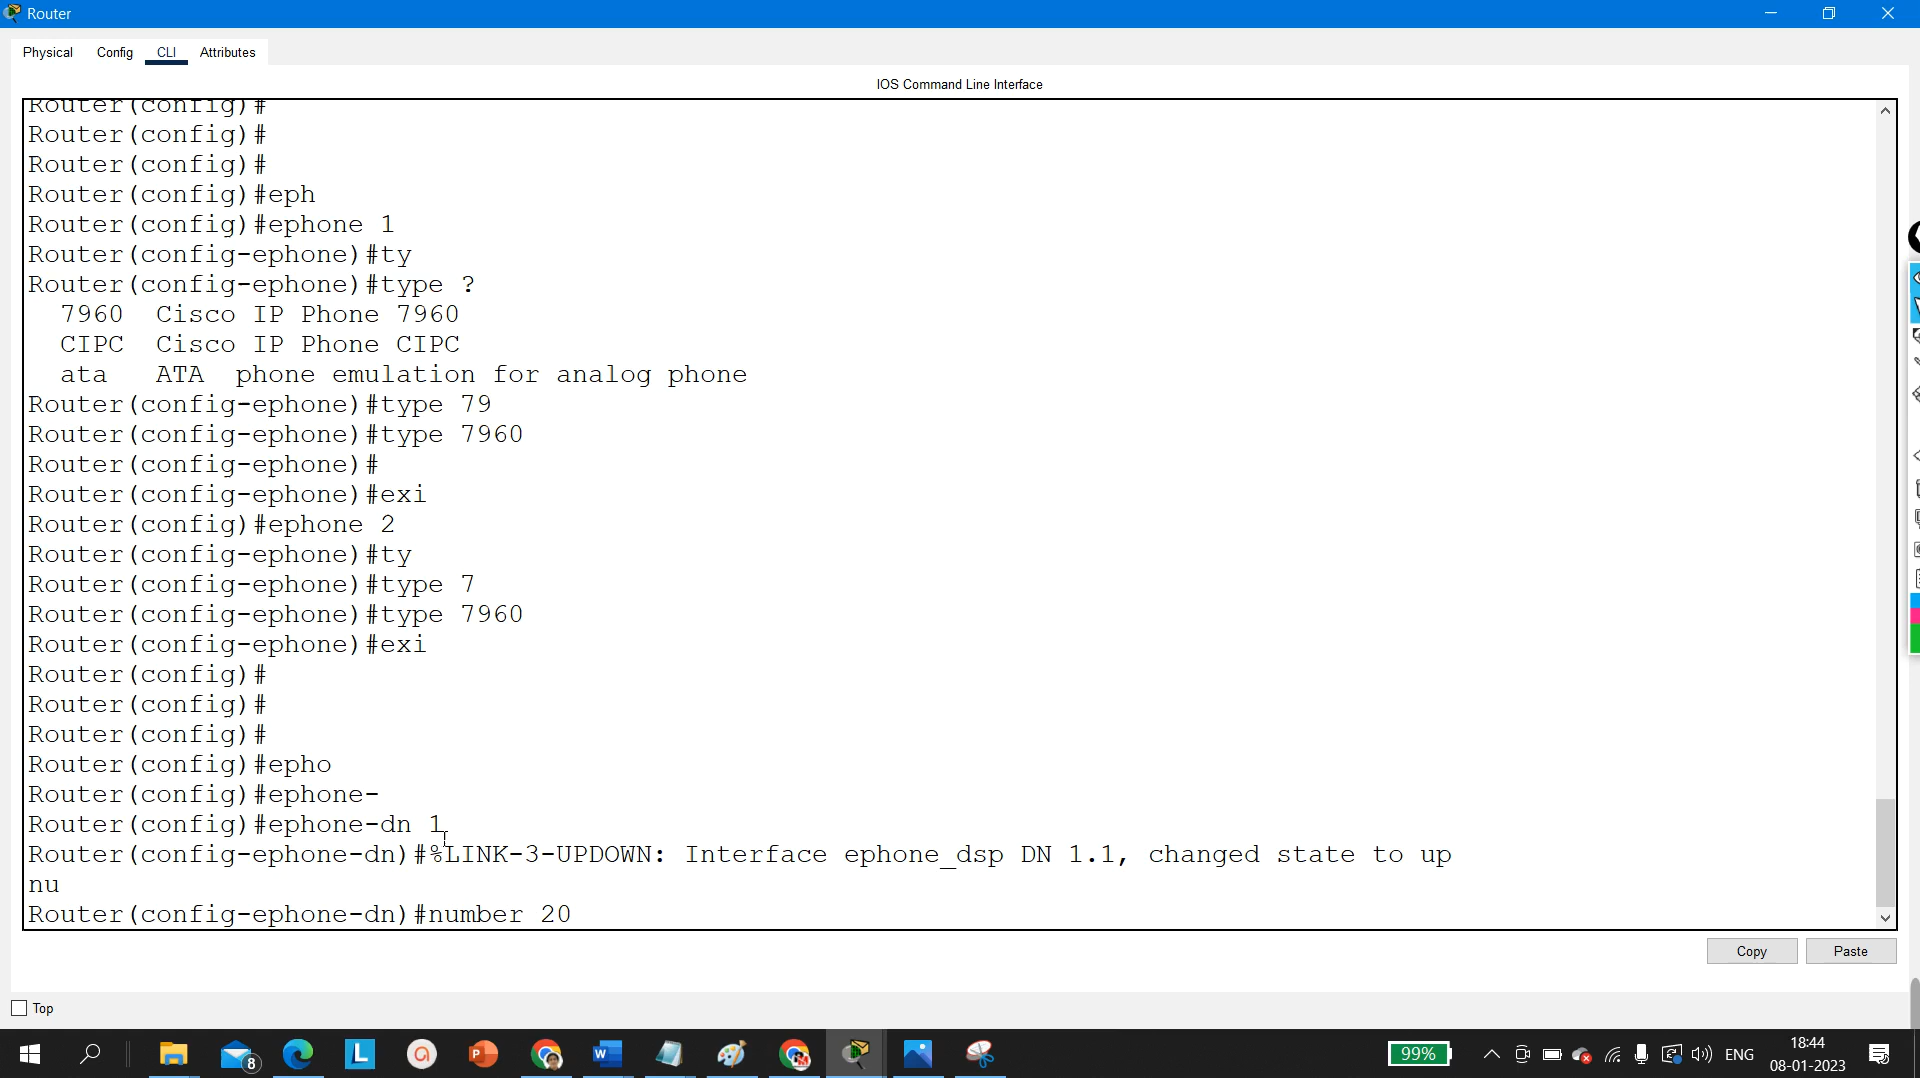 Router
Physical Config CLI Attributes
IOS Command Line Interface
Router(config)#
Router(config)#
Router(config)#
Router(config)#eph
Router(config)#ephone 1
Router(config-ephone)#ty
Router(config-ephone)#type ?
7960 Cisco IP Phone 7960
CIPC Cisco IP Phone CIPC
ata ATA phone emulation for analog phone
Router(config-ephone)#type 79
Router(config-ephone)#type 7960
Router(config-ephone)#
Router(config-ephone)#exi
Router(config)#ephone 2
Router(config-ephone)#ty
Router(config-ephone)#type 7
Router(config-ephone)#type 7960
Router(config-ephone)#exi
Router(config)#
Router(config)#
Router(config)#
Router(config)#epho
Router(config)#ephone-
Router(config)#ephone-dn 1
Router(config-ephone-dn)#%LINK-3-UPDOWN: Interface ephone_dsp DN 1.1, changed state to up
nu
Router(config-ephone-dn)#number 20
Copy Paste
Top
8 L a P W 99% ENG 18:44
08-01-2023